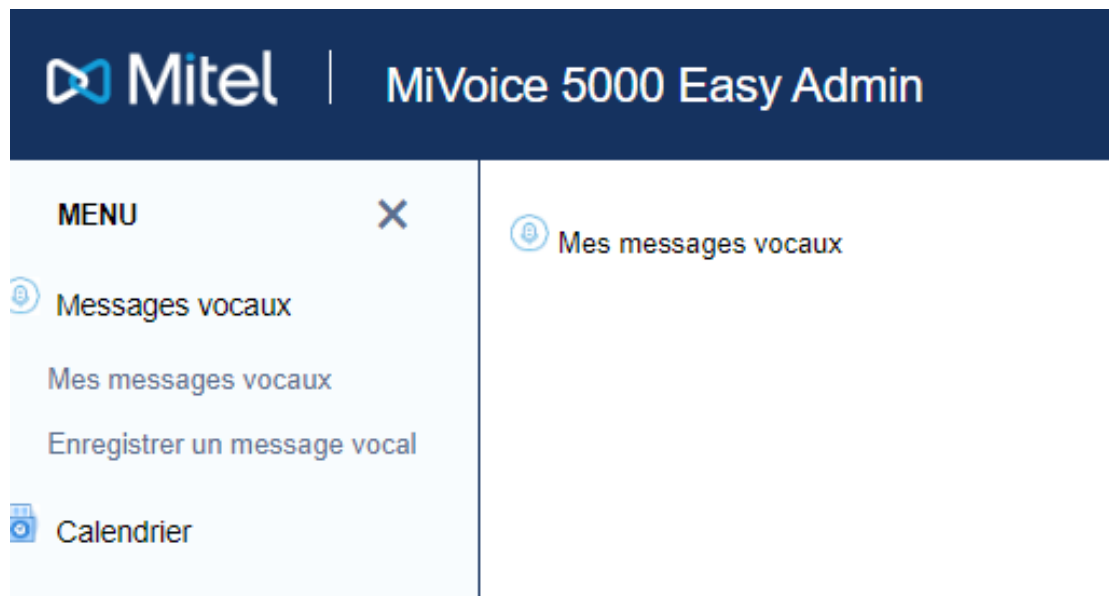 Mitel | MiVoice 5000 Easy Admin
MENU
Messages vocaux
Mes messages vocaux
Enregistrer un message vocal
Calendrier
Mes messages vocaux